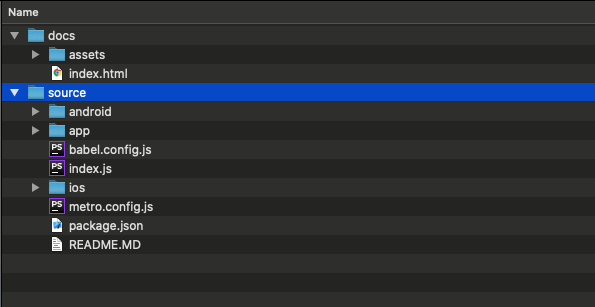 Name
docs
assets
index.html
source
android
app
PS babel.config.js
PS index.js
ios
PS metro.config.js
package.json
README.MD